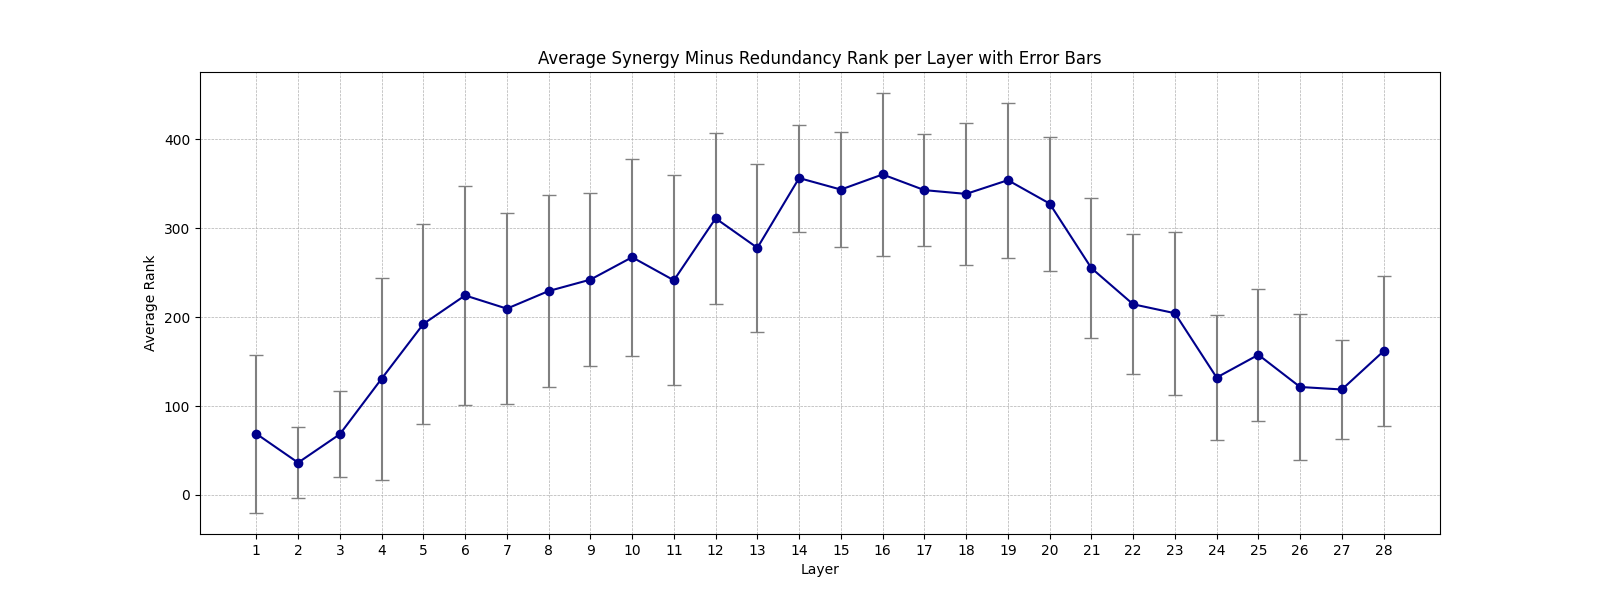 Average Synergy Minus Redundancy Rank per Layer with Error Bars
400
300
200
100
0
Average Rank
1 2 3 4 5 6 7 8 9 10 11 12 13 14 15 16 17 18 19 20 21 22 23 24 25 26 27 28
Layer